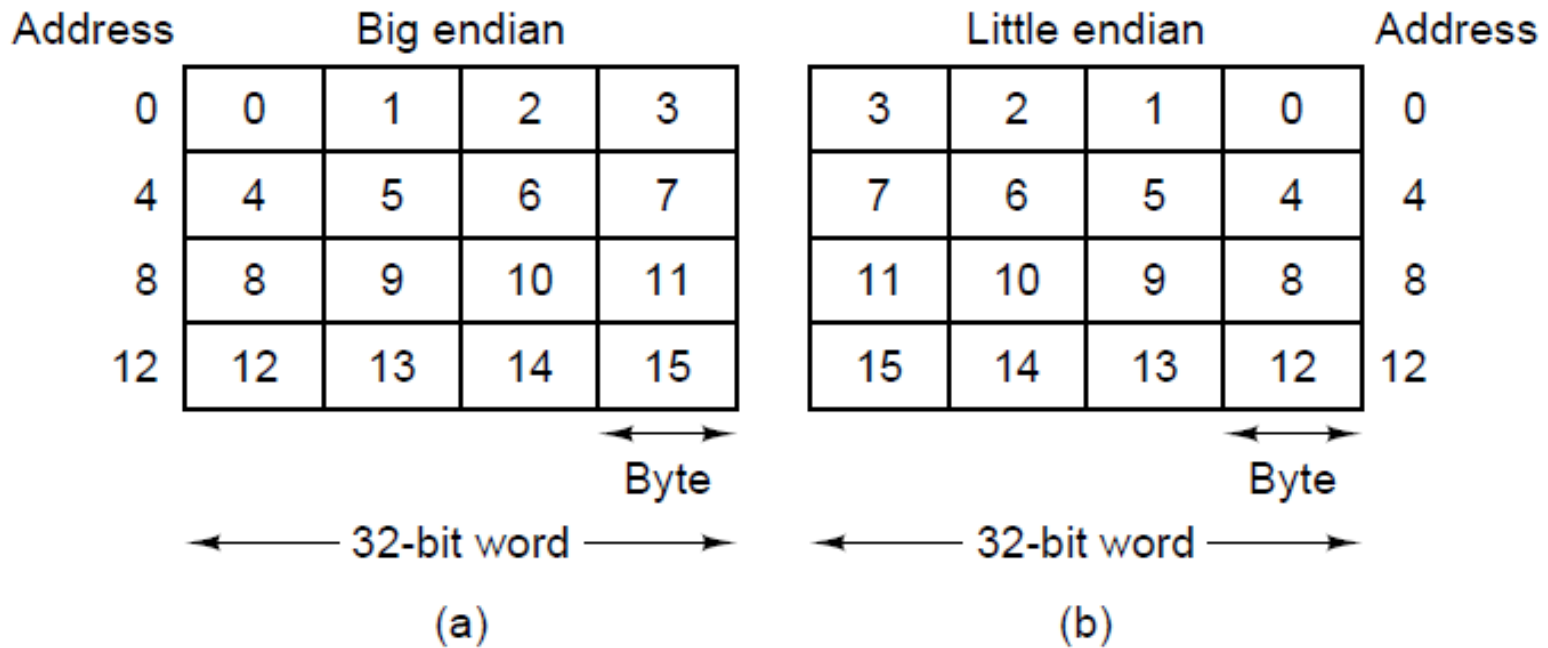 Address Big endian Little endian Address
0 0 1 2 3 3 2 1 0 0
4 4 5 6 7 7 6 5 4 4
8 8 9 10 11 11 10 9 8 8
12 12 13 14 15 15 14 13 12 12
Byte Byte
32-bit word 32-bit word
(a) (b)